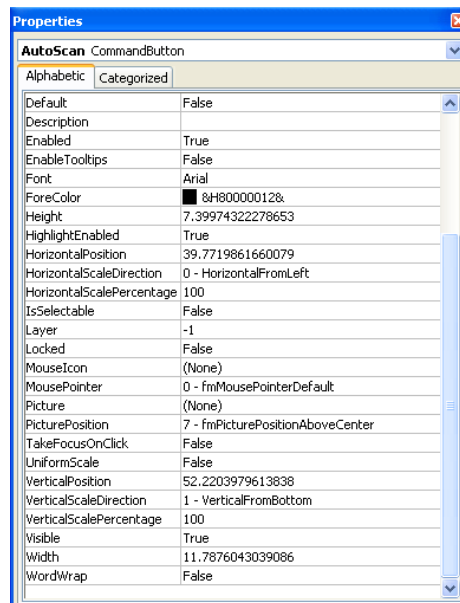 Properties
AutoScan CommandButton
Alphabetic Categorized
Default False
Description
Enabled True
EnableTooltips False
Font Arial
ForeColor &H80000012&
Height 7.39974322278653
HighlightEnabled True
HorizontalPosition 39.7719861660079
HorizontalScaleDirection 0 - HorizontalFromLeft
HorizontalScalePercentage 100
IsSelectable False
Layer -1
Locked False
MouseIcon (None)
MousePointer 0 - fmMousePointerDefault
Picture (None)
PicturePosition 7 - fmPicturePositionAboveCenter
TakeFocusOnClick False
UniformScale False
VerticalPosition 52.2203979613838
VerticalScaleDirection 1 - VerticalFromBottom
VerticalScalePercentage 100
Visible True
Width 11.7876043039086
WordWrap False